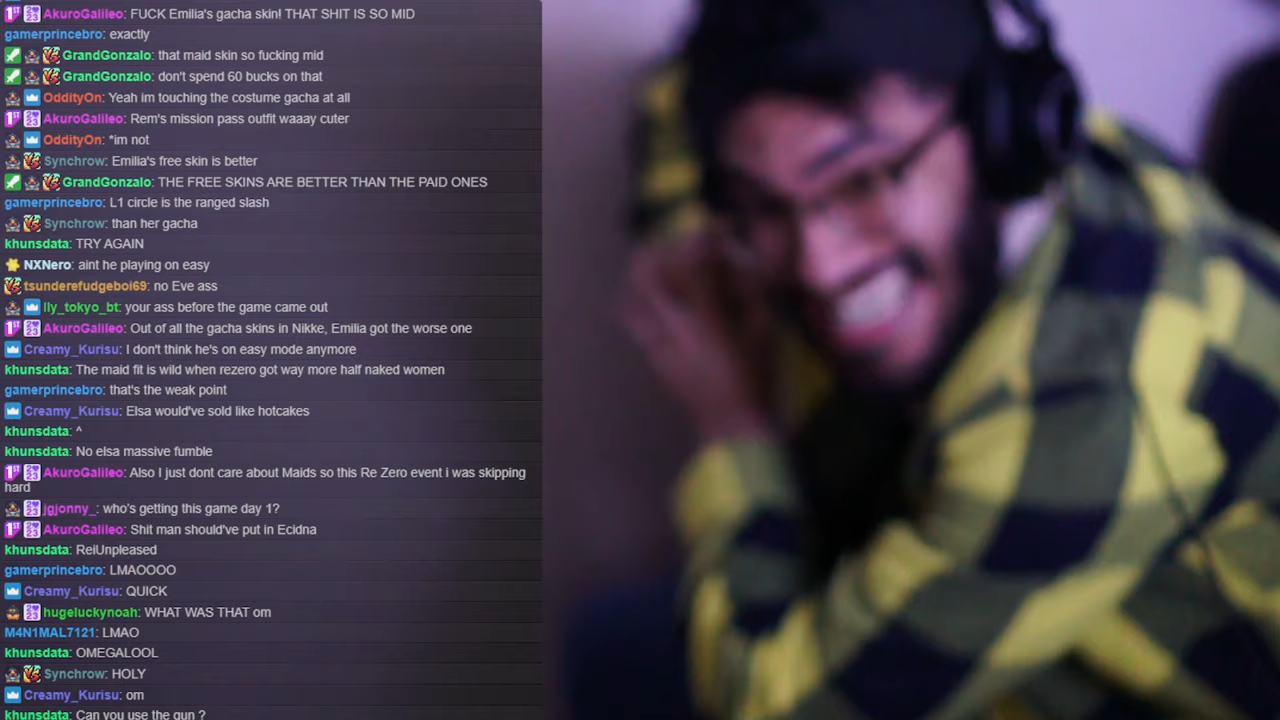 AkuroGalileo: FUCK Emilia's gacha skin! THAT SHIT IS SO MID
gamerprincebro: exactly
GrandGonzalo: that maid skin so fucking mid
GrandGonzalo: don't spend 60 bucks on that
OddityOn: Yeah im touching the costume gacha at all
AkuroGalileo: Rem's mission pass outfit waaay cuter
OddityOn: *im not
Synchrow: Emilia's free skin is better
GrandGonzalo: THE FREE SKINS ARE BETTER THAN THE PAID ONES
gamerprincebro: L1 circle is the ranged slash
Synchrow: than her gacha
khunsdata: TRY AGAIN
NXNero: aint he playing on easy
tsunderefudgeboi69: no Eve ass
lly_tokyo_bt: your ass before the game came out
AkuroGalileo: Out of all the gacha skins in Nikke, Emilia got the worse one
Creamy_Kurisu: I don't think he's on easy mode anymore
khunsdata: The maid fit is wild when rezero got way more half naked women
gamerprincebro: that's the weak point
Creamy_Kurisu: Elsa would've sold like hotcakes
khunsdata: ^
khunsdata: No elsa massive fumble
AkuroGalileo: Also I just dont care about Maids so this Re Zero event i was skipping
hard
jgjonny_: who's getting this game day 1?
AkuroGalileo: Shit man should've put in Ecidna
khunsdata: ReiUnpleased
gamerprincebro: LMAOOOO
Creamy_Kurisu: QUICK
hugeluckynoah: WHAT WAS THAT om
M4N1MAL7121: LMAO
khunsdata: OMEGALOOL
Synchrow: HOLY
Creamy_Kurisu: om
khunsdata: Can you use the gun ?